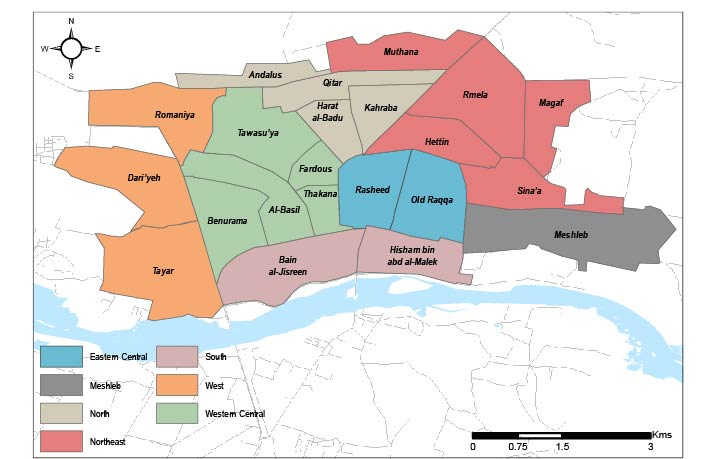 N
W E
S
Muthana
Andalus
Qitar
Rmela
Magaf
Romaniya
Harat
al-Badu
Kahraba
Tawasu'ya
Hettin
Fardous
Dari'yeh
Thakana
Rasheed
Old Raqqa
Sina'a
Benurama
Al-Basil
Meshleb
Tayar
Bain
al-Jisreen
Hisham bin
abd al-Malek
Eastern Central
South
Meshleb
West
North
Western Central
Northeast
Kms
0 0.75 1.5 3